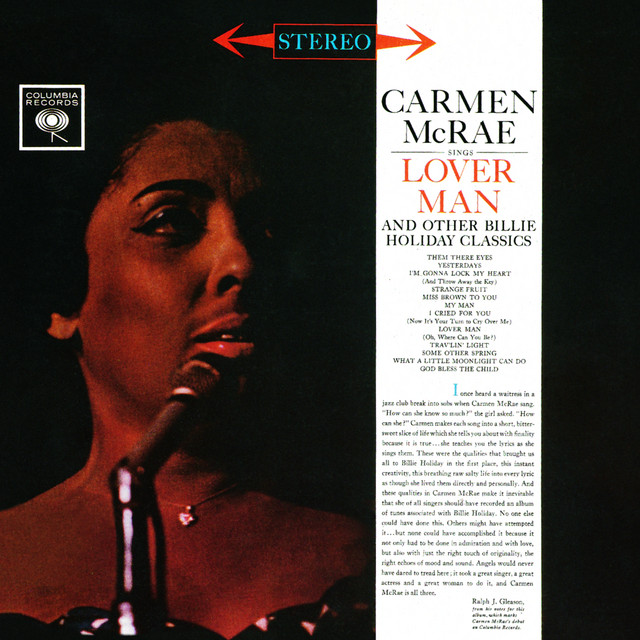 STEREO
COLUMBIA
RECORDS
CARMEN
McRAE
SINGS
LOVER
MAN
AND OTHER BILLIE
HOLIDAY CLASSICS
THEM THERE EYES
YESTERDAYS
I'M GONNA LOCK MY HEART
(And Throw Away the Key)
STRANGE FRUIT
MISS BROWN TO YOU
MY MAN
I CRIED FOR YOU
(Now It's Your Turn to Cry Over Me)
LOVER MAN
(Oh, Where Can You Be?)
TRAV'LIN' LIGHT
SOME OTHER SPRING
WHAT A LITTLE MOONLIGHT CAN DO
GOD BLESS THE CHILD
I once heard a waitress in a
jazz club break into sobs when Carmen McRae sang.
"How can she know so much?" the girl asked. "How
can she?" Carmen makes each song into a short, bitter-
sweet slice of life which she tells you about with finality
because it is true...she teaches you the lyrics as she
sings them. These were the qualities that brought us
all to Billie Holiday in the first place, this instant
creativity, this breathing raw salty life into every lyric
as though she lived them directly and personally. And
these qualities in Carmen McRae make it inevitable
that she of all singers should have recorded an album
of tunes associated with Billie Holiday. No one else
could have done this. Others might have attempted
it...but none could have accomplished it because it
not only had to be done in admiration and with love,
but also with just the right touch of originality, the
right echoes of mood and sound. Angels would never
have dared to tread here; it took a great singer, a great
actress and a great woman to do it, and Carmen
McRae is all three.
Ralph J. Gleason,
from his notes for this
album, which marks
Carmen McRae's debut
on Columbia Records.